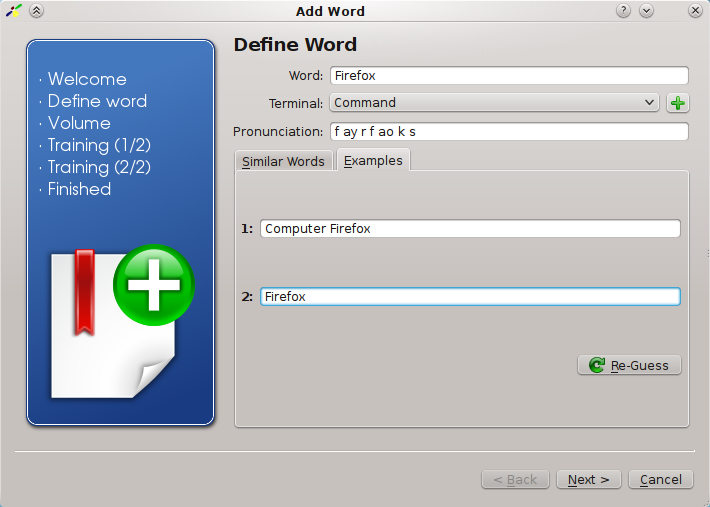 Add Word
· Welcome
· Define word
· Volume
· Training (1/2)
· Training (2/2)
· Finished
Define Word
Word: Firefox
Terminal: Command
Pronunciation: f ay r f ao k s
Similar Words Examples
1: Computer Firefox
2: Firefox
Re-Guess
< Back Next > Cancel